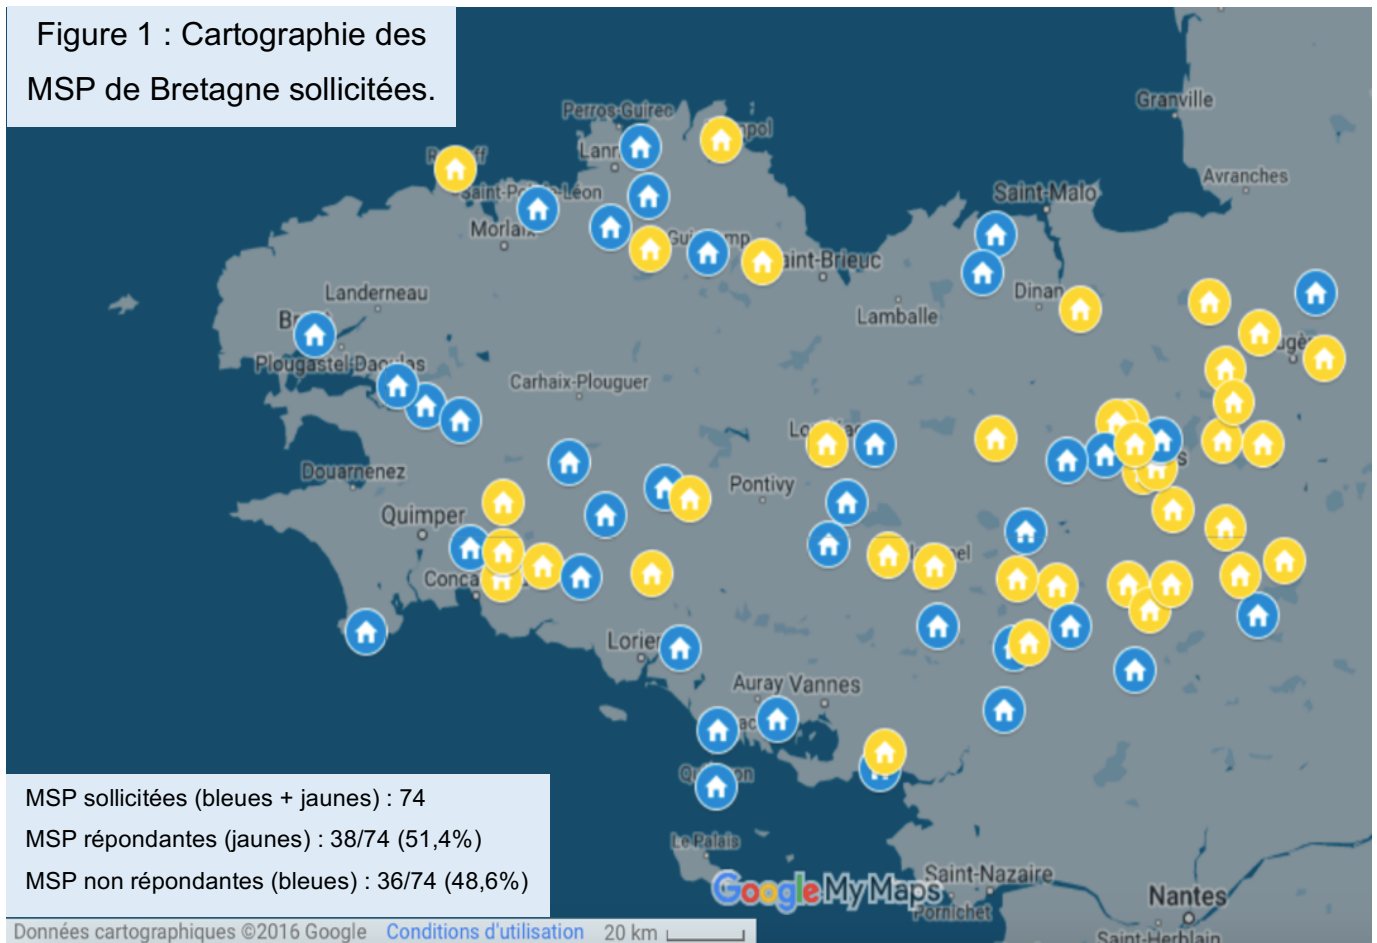 Figure 1 : Cartographie des
MSP de Bretagne sollicitées.
Granville
Perros-Guirec
Avranches
Saint-Malo
Morlaix
Saint-Brieuc
Landerneau
Dinan
Lamballe
Plougastel-Daoulas
Carhaix-Plouguer
Douarnenez
Pontivy
Quimper
Auray Vannes
Le Palais
Saint-Nazaire
Google My Maps
Nantes
Pornichet
Saint-Herblain
MSP sollicitées (bleues + jaunes) : 74
MSP répondantes (jaunes) : 38/74 (51,4%)
MSP non répondantes (bleues) : 36/74 (48,6%)
Données cartographiques ©2016 Google Conditions d'utilisation 20 km